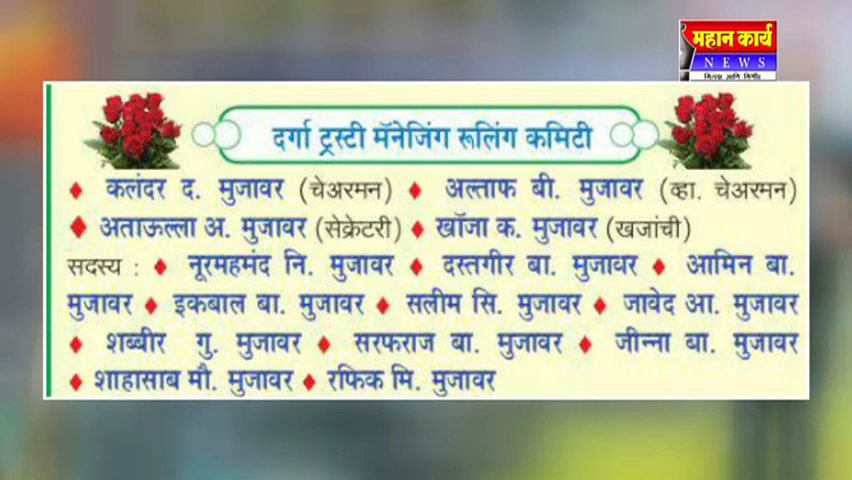 महान कार्य
NEWS
दर्गा ट्रस्टी मॅनेजिंग रूलिंग कमिटी
♦ कलंदर द. मुजावर (चेअरमन) ♦ अल्ताफ बी. मुजावर (व्हा. चेअरमन)
♦ अताऊल्ला अ. मुजावर (सेक्रेटरी) ♦ खॉजा क. मुजावर (खजांची)
सदस्य : ♦ नूरमहमंद नि. मुजावर ♦ दस्तगीर बा. मुजावर ♦ आमिन बा.
मुजावर ♦ इकबाल बा. मुजावर ♦ सलीम सि. मुजावर ♦ जावेद आ. मुजावर
♦ शब्बीर गु. मुजावर ♦ सरफराज बा. मुजावर ♦ जीन्ना बा. मुजावर
♦ शाहासाब मौ. मुजावर ♦ रफिक मि. मुजावर